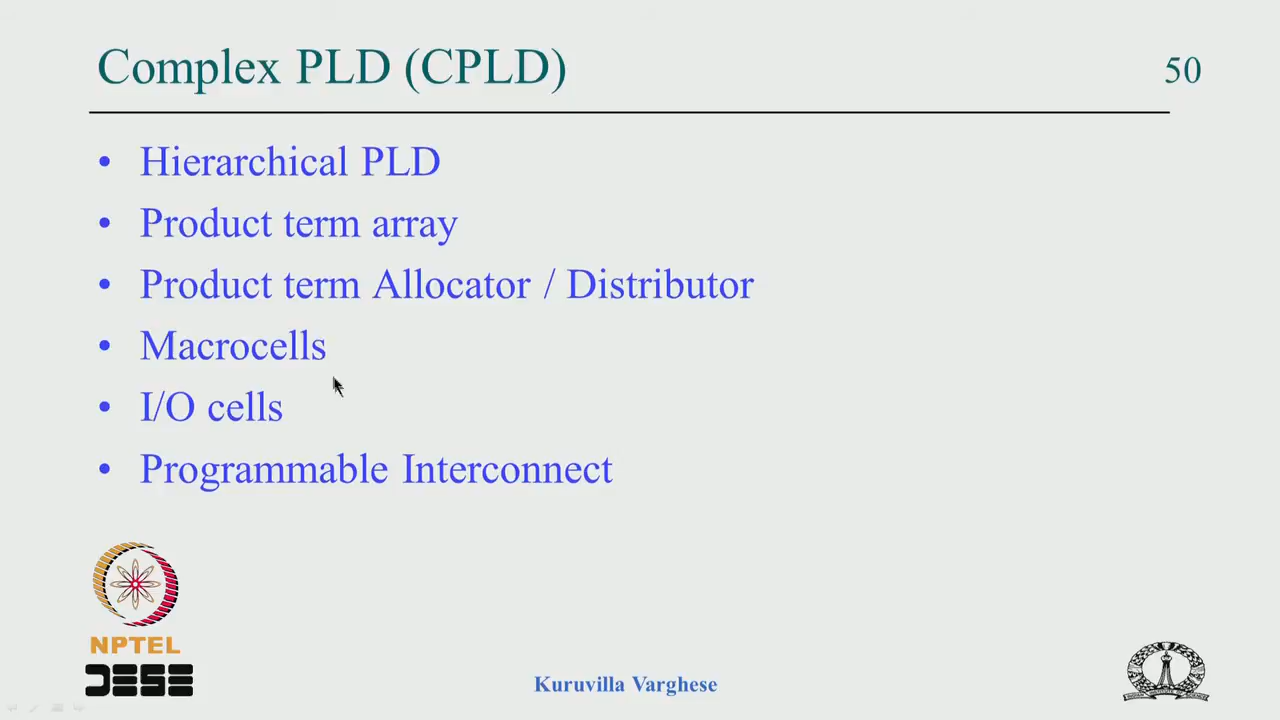 Complex PLD (CPLD)
50
• Hierarchical PLD
• Product term array
• Product term Allocator / Distributor
• Macrocells
• I/O cells
• Programmable Interconnect
NPTEL
DESE
Kuruvilla Varghese